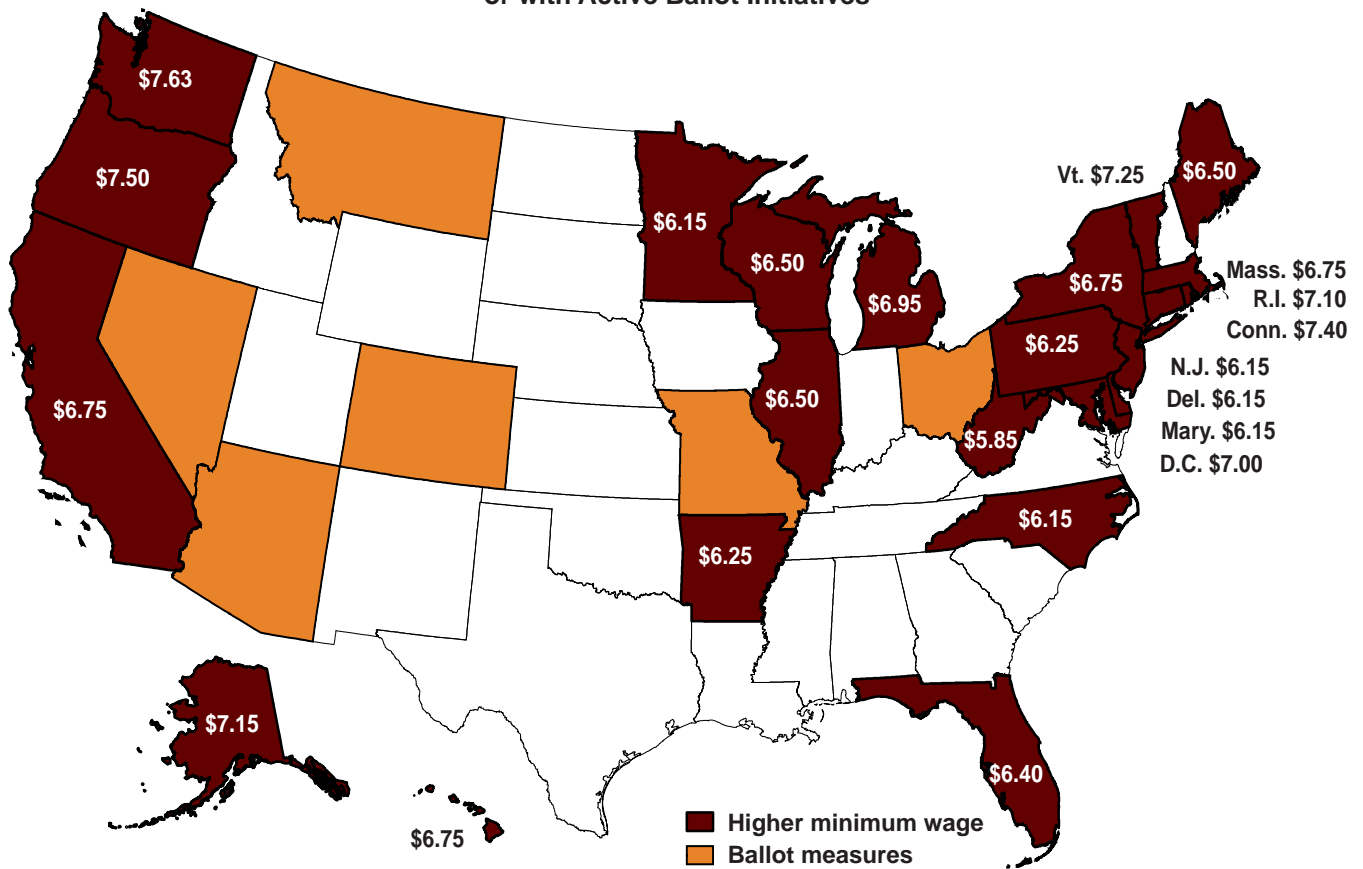 or with Active Ballot Initiatives
$7.63
$7.50
$6.75
$6.15
$6.50
$6.95
$6.50
$6.25
$5.85
$6.15
$6.40
$6.25
$6.75
$6.50
Vt. $7.25
Mass. $6.75
R.I. $7.10
Conn. $7.40
N.J. $6.15
Del. $6.15
Mary. $6.15
D.C. $7.00
$7.15
$6.75
Higher minimum wage
Ballot measures